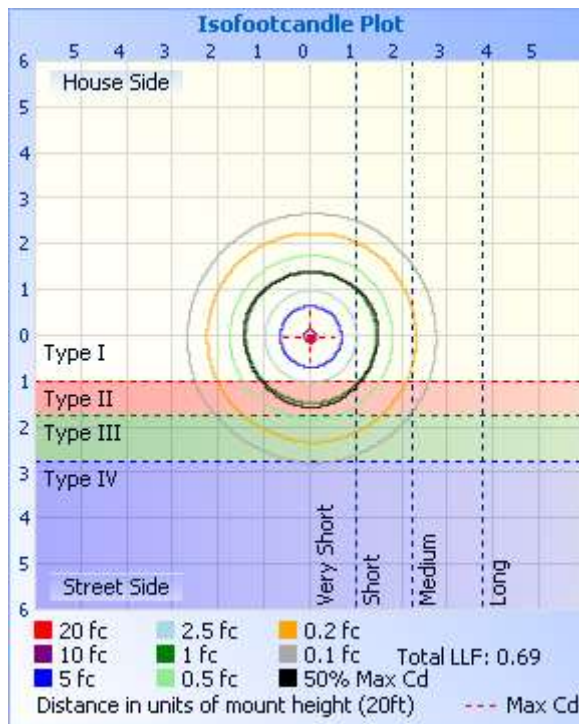 Isofootcandle Plot
5 4 3 2 1 0 1 2 3 4 5
6
House Side
5
4
3
2
1
0
Type I
1
Type II
2
Type III
3
Type IV
4
5
Street Side
6
Very Short
Short
Medium
Long
20 fc 2.5 fc 0.2 fc
10 fc 1 fc 0.1 fc Total LLF: 0.69
5 fc 0.5 fc 50% Max Cd
Distance in units of mount height (20ft) --- Max Cd